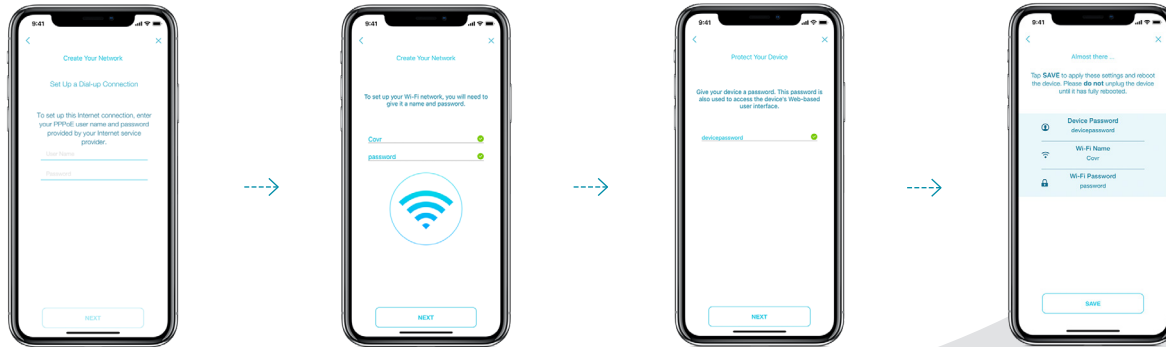 9:41
Create Your Network
Set Up a Dial-up Connection
To set up this Internet connection, enter
your PPPoE user name and password
provided by your Internet service
provider.
User Name
Password
NEXT
9:41
Create Your Network
To set up your Wi-Fi network, you will need to
give it a name and password.
Covr
password
NEXT
9:41
Protect Your Device
Give your device a password. This password is
also used to access the device's Web-based
user interface.
devicepassword
NEXT
9:41
Almost there ...
Tap SAVE to apply these settings and reboot
the device. Please do not unplug the device
until it has fully rebooted.
Device Password
devicepassword
Wi-Fi Name
Covr
Wi-Fi Password
password
SAVE